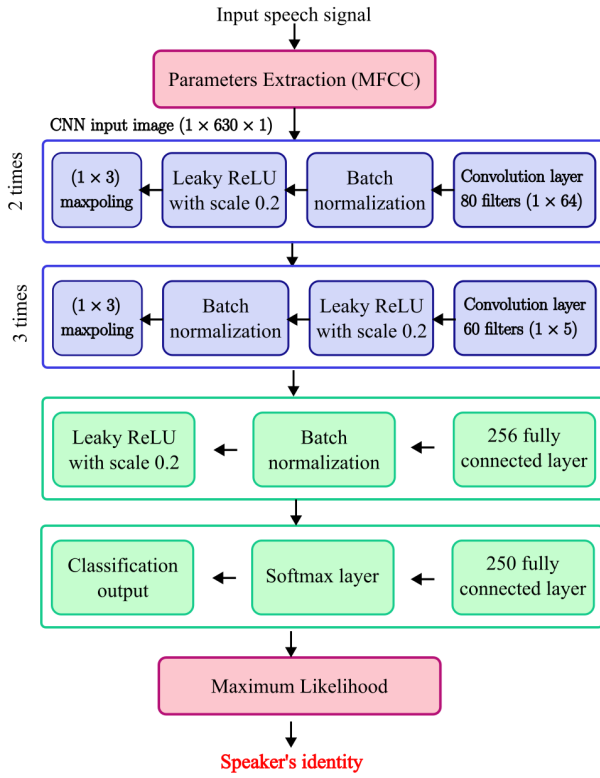 Input speech signal
Parameters Extraction (MFCC)
CNN input image (1 × 630 × 1)
2 times
(1 × 3)
maxpoling
Leaky ReLU
with scale 0.2
Batch
normalization
Convolution layer
80 filters (1 × 64)
3 times
(1 × 3)
maxpoling
Batch
normalization
Leaky ReLU
with scale 0.2
Convolution layer
60 filters (1 × 5)
Leaky ReLU
with scale 0.2
Batch
normalization
256 fully
connected layer
Classification
output
Softmax layer
250 fully
connected layer
Maximum Likelihood
Speaker's identity